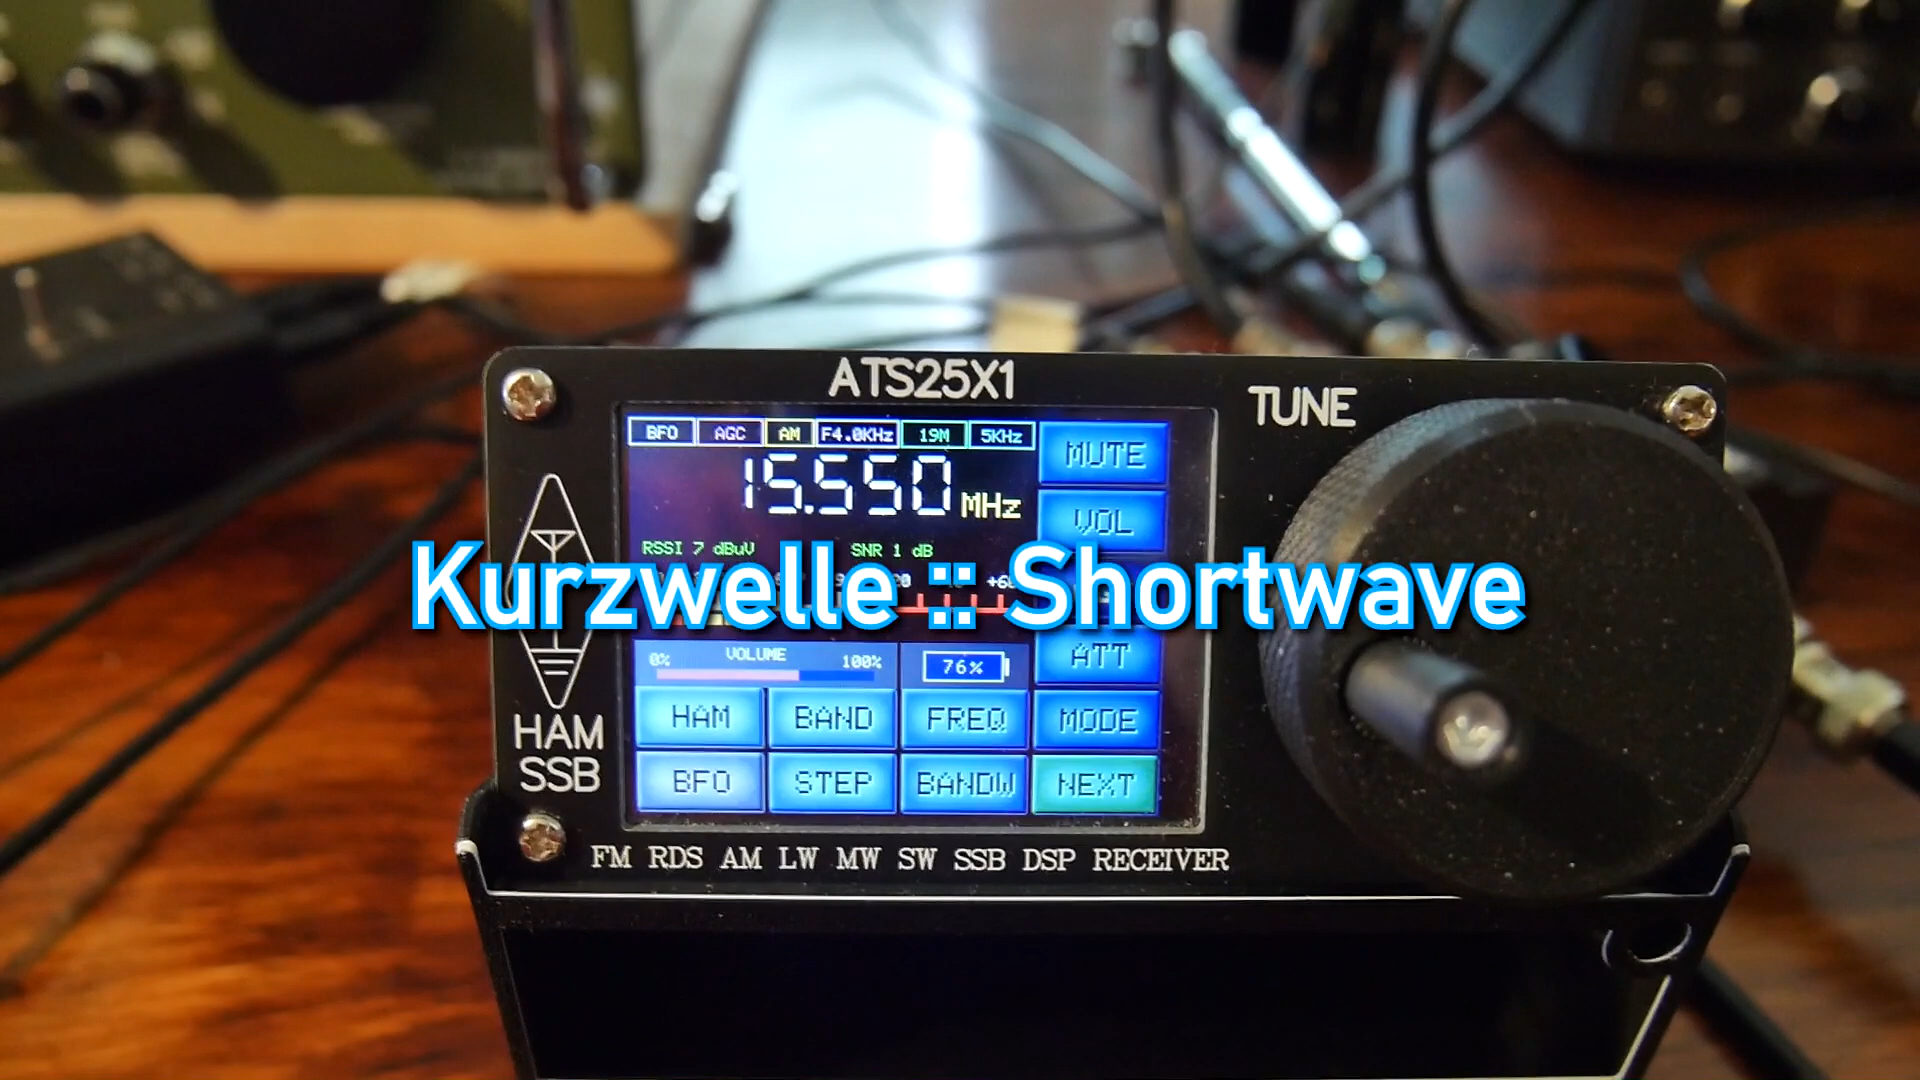 ATS25X1
TUNE
BFO AGC AM F4.0KHz 19M 5KHz
MUTE
15.550 MHz
VOL
RSSI 7 dBuV SNR 1 dB
Kurzwelle :: Shortwave
ATT
0% VOLUME 100%
76%
HAM BAND FREQ MODE
BFO STEP BANDW NEXT
HAM
SSB
FM RDS AM LW MW SW SSB DSP RECEIVER